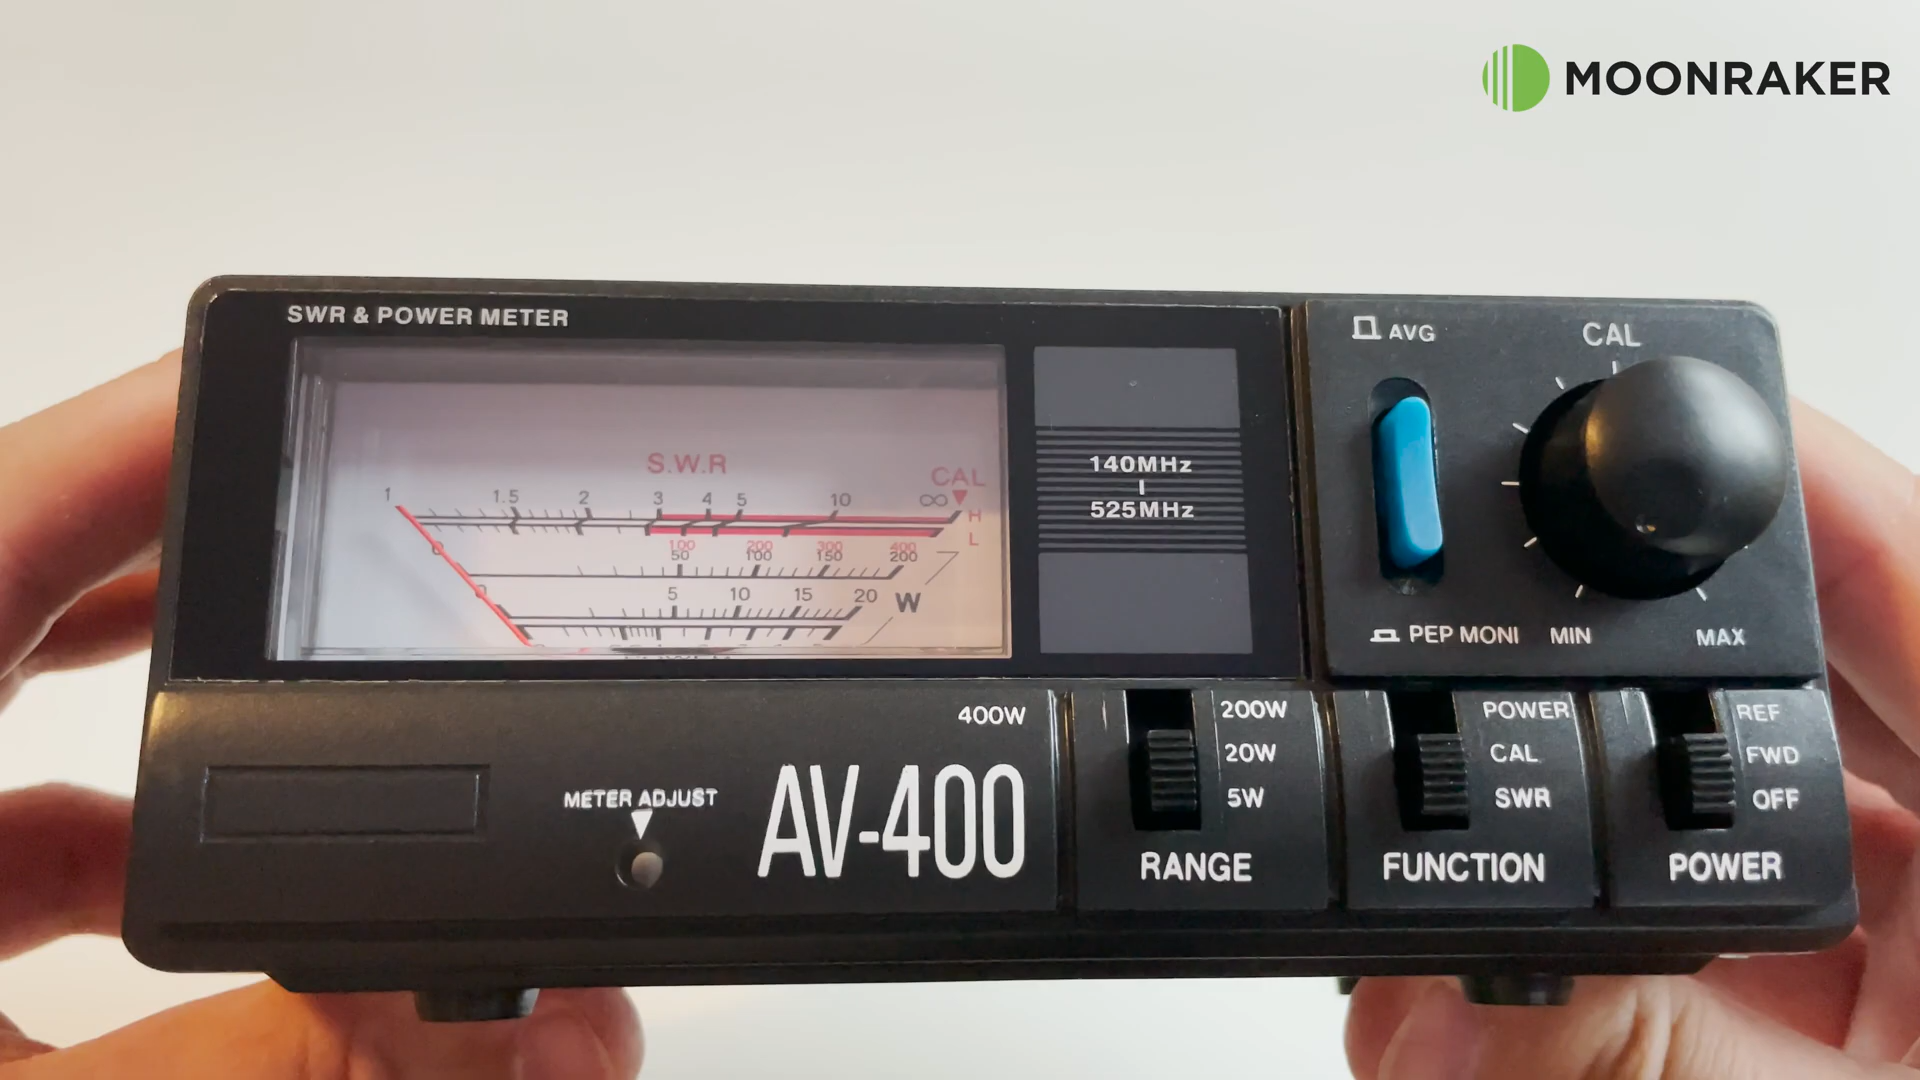 MOONRAKER
SWR & POWER METER
S.W.R
CAL
1 1.5 2 3 4 5 10 ∞
H
L
100 200 300 400
0 50 100 150 200
0 5 10 15 20
W
140MHz
525MHz
AVG
CAL
PEP MONI
MIN
MAX
400W
METER ADJUST
AV-400
200W
20W
5W
RANGE
POWER
CAL
SWR
FUNCTION
REF
FWD
OFF
POWER